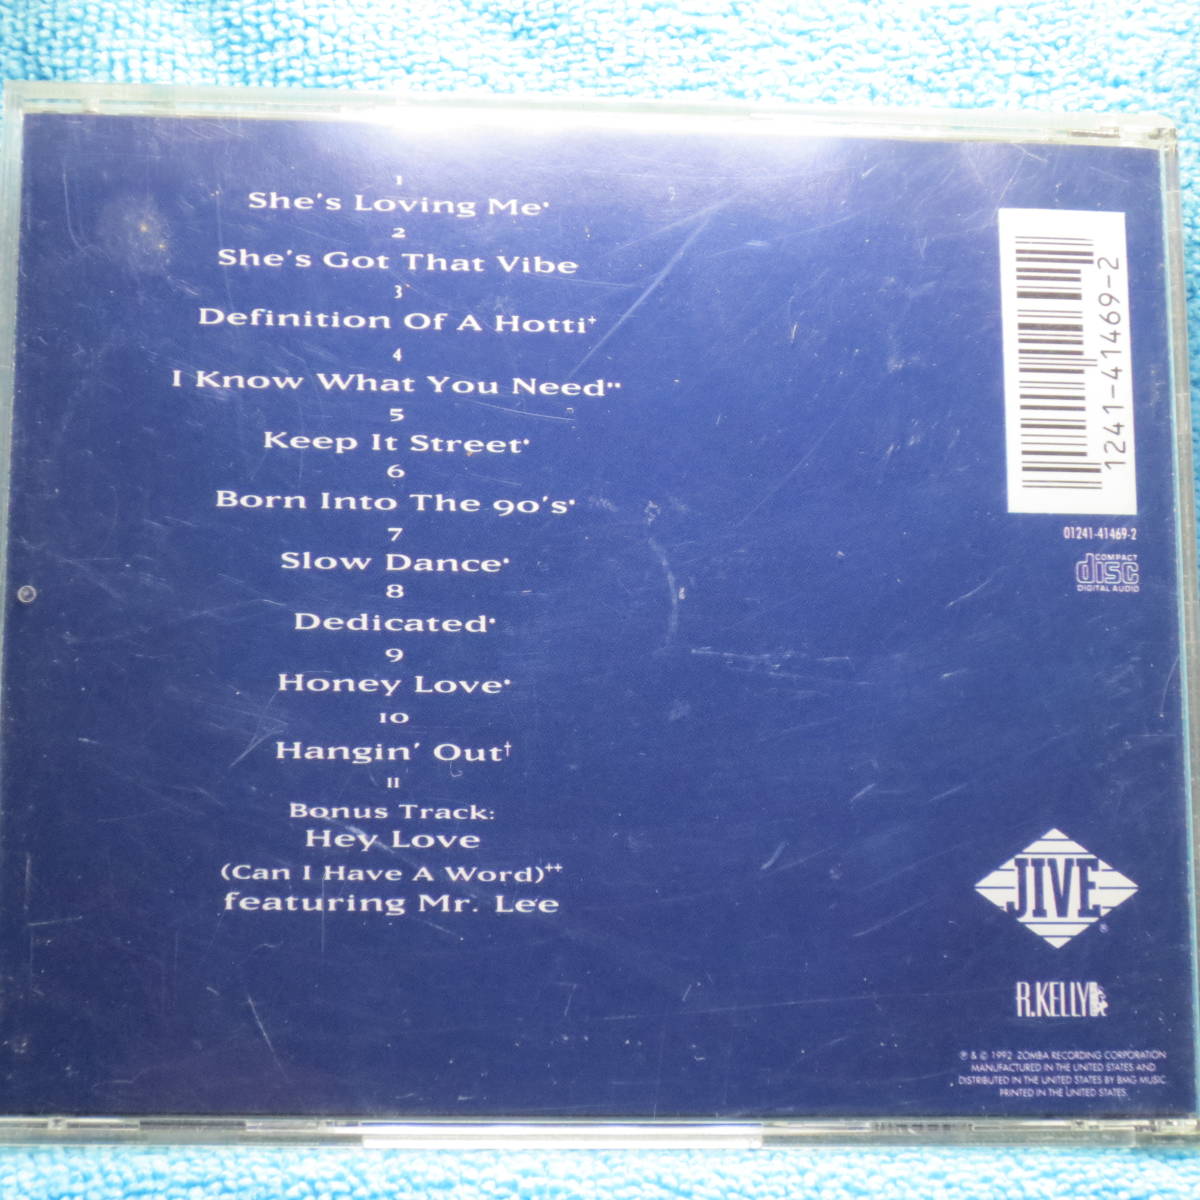 1
She's Loving Me•
2
She's Got That Vibe
3
Definition Of A Hotti+
4
I Know What You Need••
5
Keep It Street•
6
Born Into The 90's•
7
Slow Dance•
8
Dedicated•
9
Honey Love•
10
Hangin' Out†
11
Bonus Track:
Hey Love
(Can I Have A Word)++
featuring Mr. Lee
1241-41469-2
01241-41469-2
COMPACT
disc
DIGITAL AUDIO
JIVE
®
R.KELLY
℗ & © 1992 ZOMBA RECORDING CORPORATION
MANUFACTURED IN THE UNITED STATES AND
DISTRIBUTED IN THE UNITED STATES BY BMG MUSIC.
PRINTED IN THE UNITED STATES.